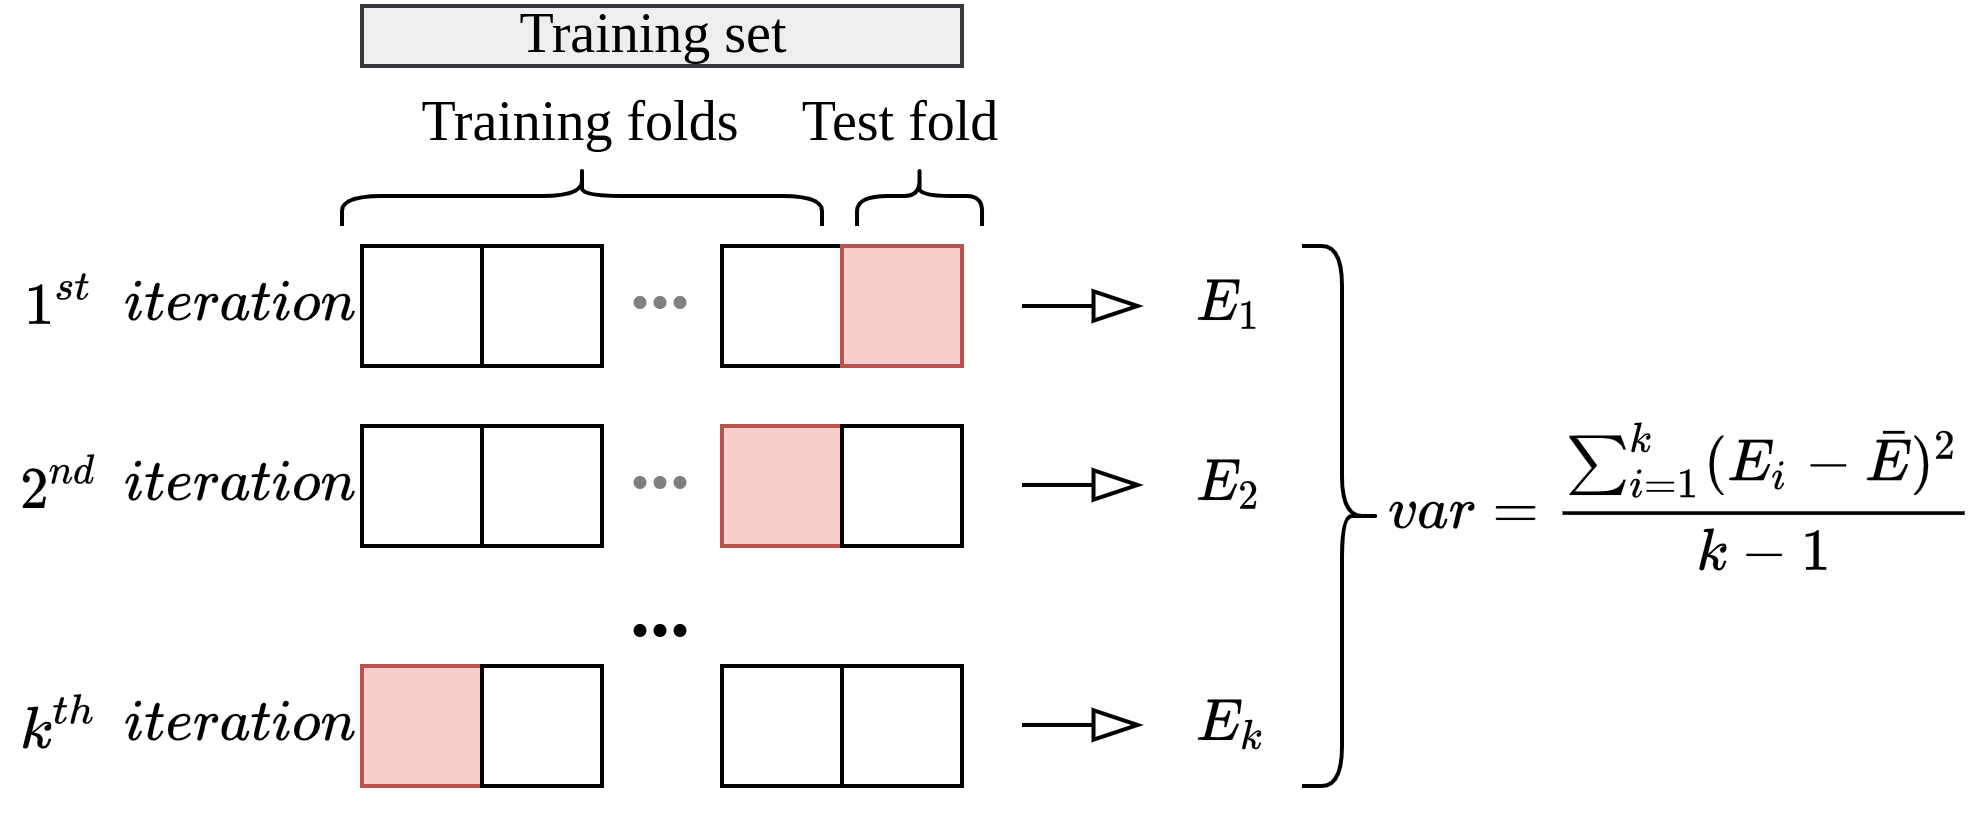 Training set
Training folds Test fold
1^{st} iteration ... E_1
2^{nd} iteration ... E_2
var = \frac{\sum_{i=1}^{k}(E_i - \bar{E})^2}{k-1}
...
k^{th} iteration E_k